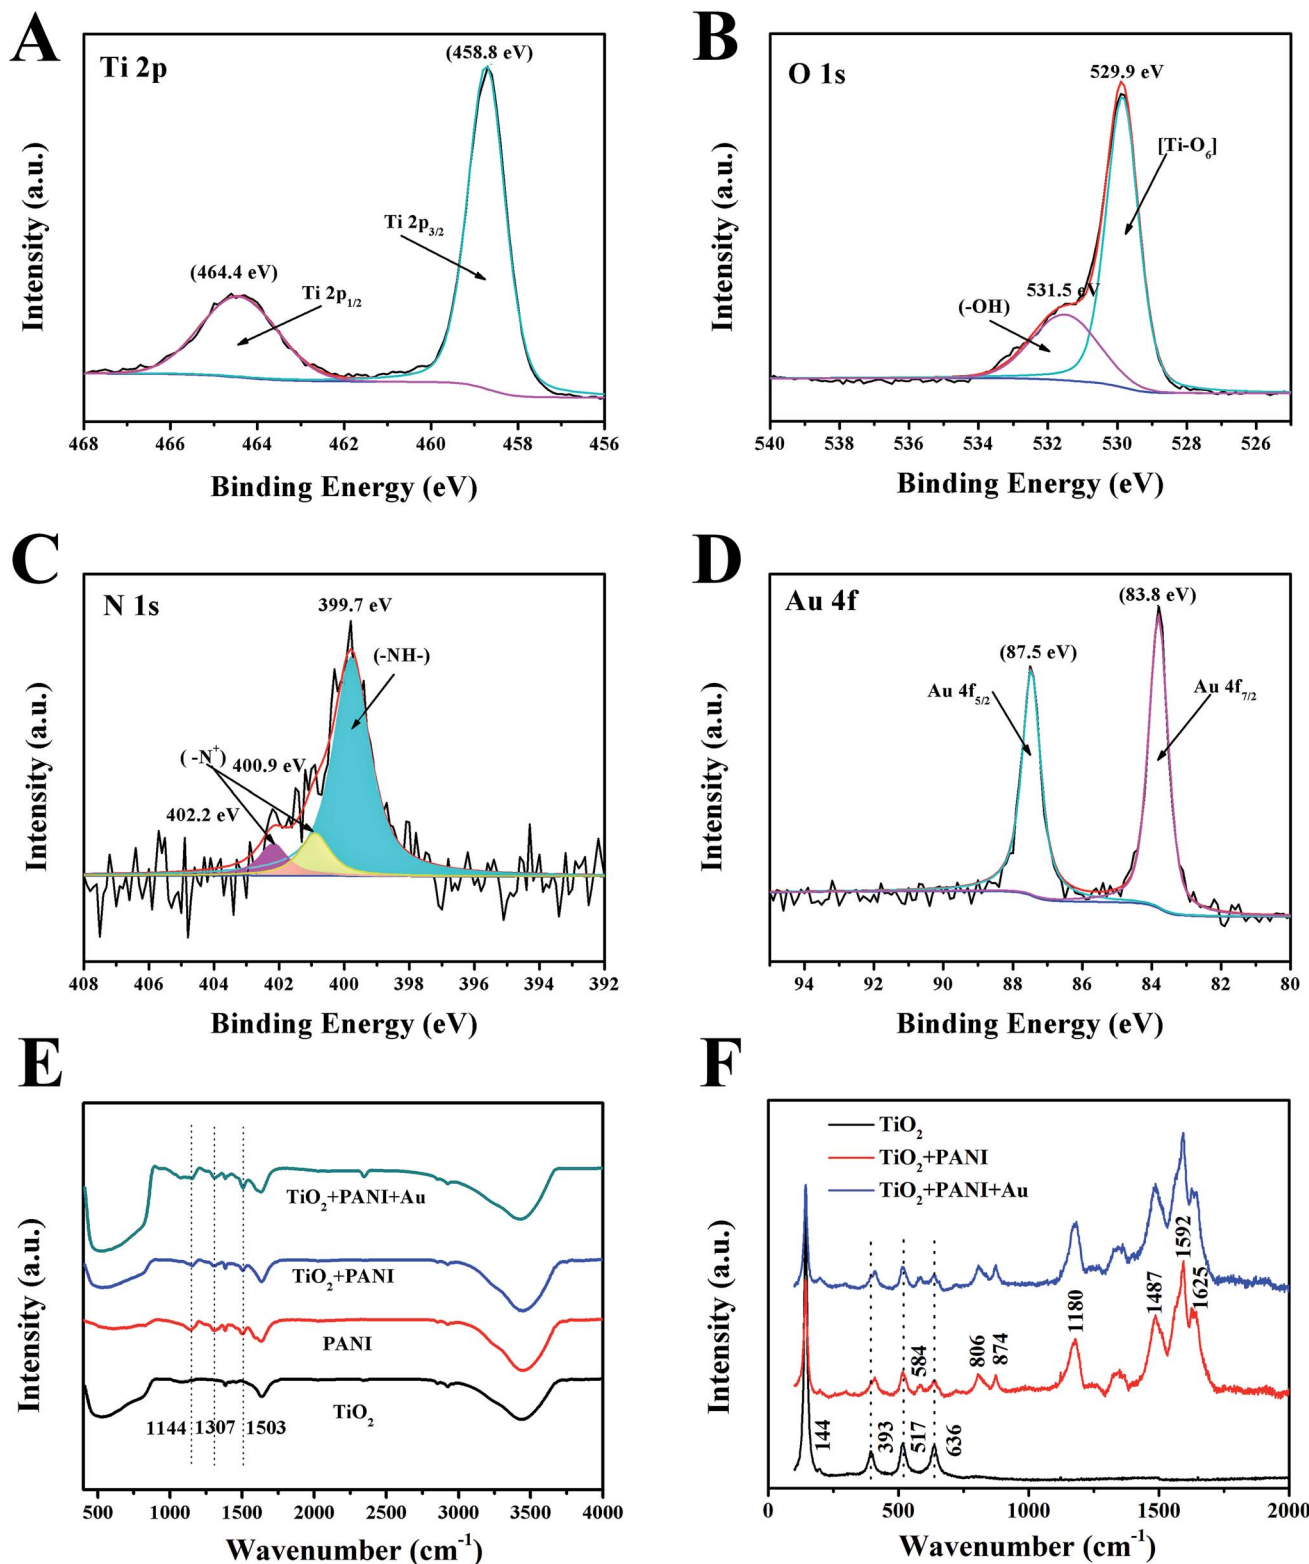 A
Ti 2p
(458.8 eV)
Ti 2p3/2
(464.4 eV)
Ti 2p1/2
Intensity (a.u.)
468 466 464 462 460 458 456
Binding Energy (eV)
B
O 1s
529.9 eV
[Ti-O6]
531.5 eV
(-OH)
Intensity (a.u.)
540 538 536 534 532 530 528 526
Binding Energy (eV)
C
N 1s
399.7 eV
(-NH-)
( -N+)
400.9 eV
402.2 eV
Intensity (a.u.)
408 406 404 402 400 398 396 394 392
Binding Energy (eV)
D
Au 4f
(83.8 eV)
(87.5 eV)
Au 4f5/2
Au 4f7/2
Intensity (a.u.)
94 92 90 88 86 84 82 80
Binding Energy (eV)
E
TiO2+PANI+Au
TiO2+PANI
PANI
TiO2
1144 1307 1503
Intensity (a.u.)
500 1000 1500 2000 2500 3000 3500 4000
Wavenumber (cm-1)
F
TiO2
TiO2+PANI
TiO2+PANI+Au
1592
1625
1487
1180
874
806
584
636
517
393
144
Intensity (a.u.)
0 500 1000 1500 2000
Wavenumber (cm-1)